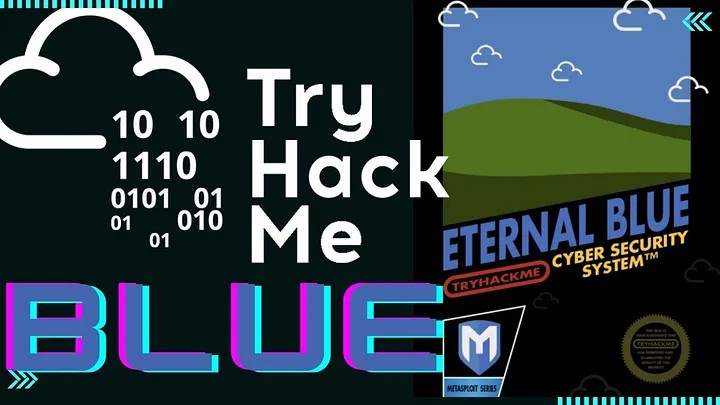 10 10
1110
0101 01
01 010
01
Try
Hack
Me
BLUE
ETERNAL BLUE
CYBER SECURITY
SYSTEM™
TRYHACKME
M
METASPLOIT SERIES
TRYHACKME